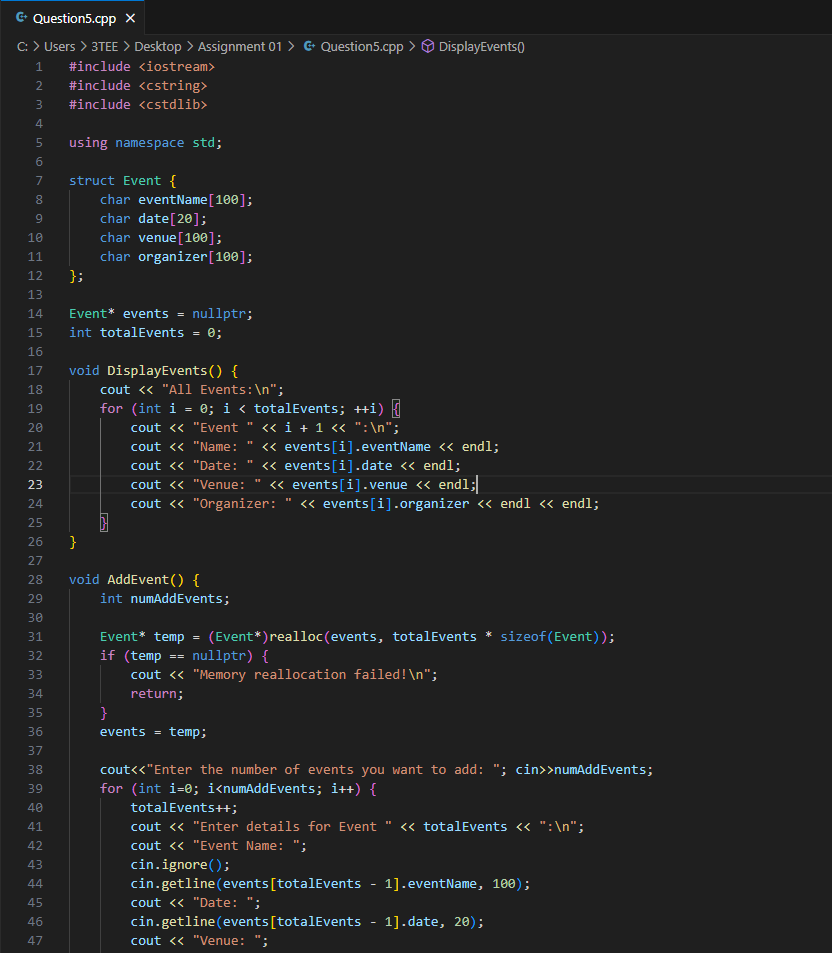 Question5.cpp
C: > Users > 3TEE > Desktop > Assignment 01 > Question5.cpp > DisplayEvents()
1 #include <iostream>
2 #include <cstring>
3 #include <cstdlib>
4
5 using namespace std;
6
7 struct Event {
8     char eventName[100];
9     char date[20];
10     char venue[100];
11     char organizer[100];
12 };
13
14 Event* events = nullptr;
15 int totalEvents = 0;
16
17 void DisplayEvents() {
18     cout << "All Events:\n";
19     for (int i = 0; i < totalEvents; ++i) {
20         cout << "Event " << i + 1 << ":\n";
21         cout << "Name: " << events[i].eventName << endl;
22         cout << "Date: " << events[i].date << endl;
23         cout << "Venue: " << events[i].venue << endl;
24         cout << "Organizer: " << events[i].organizer << endl << endl;
25     }
26 }
27
28 void AddEvent() {
29     int numAddEvents;
30
31     Event* temp = (Event*)realloc(events, totalEvents * sizeof(Event));
32     if (temp == nullptr) {
33         cout << "Memory reallocation failed!\n";
34         return;
35     }
36     events = temp;
37
38     cout<<"Enter the number of events you want to add: "; cin>>numAddEvents;
39     for (int i=0; i<numAddEvents; i++) {
40         totalEvents++;
41         cout << "Enter details for Event " << totalEvents << ":\n";
42         cout << "Event Name: ";
43         cin.ignore();
44         cin.getline(events[totalEvents - 1].eventName, 100);
45         cout << "Date: ";
46         cin.getline(events[totalEvents - 1].date, 20);
47         cout << "Venue: ";